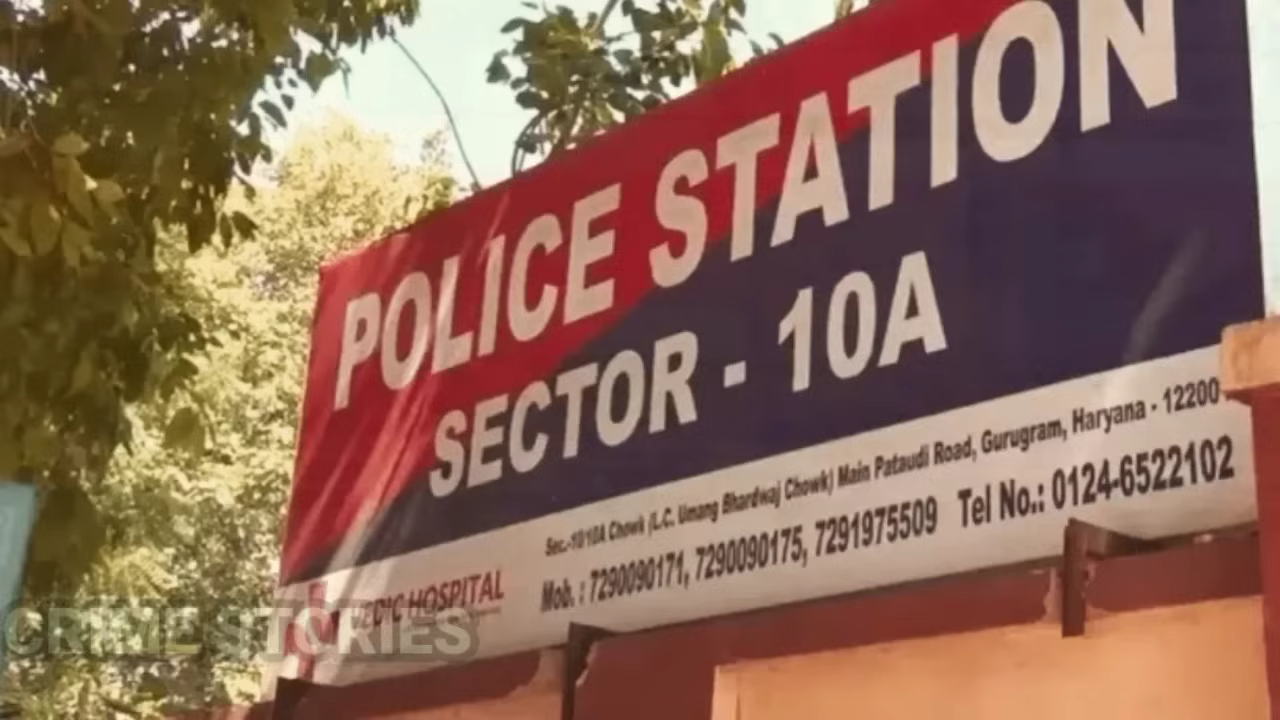 POLICE STATION
SECTOR - 10A
Sec.-10/10A Chowk (L.C. Umang Bhardwaj Chowk) Main Pataudi Road, Gurugram, Haryana - 12200
Mob. : 7290090171, 7290090175, 7291975509 Tel No.: 0124-6522102
HOSPITAL
CRIME STORIES